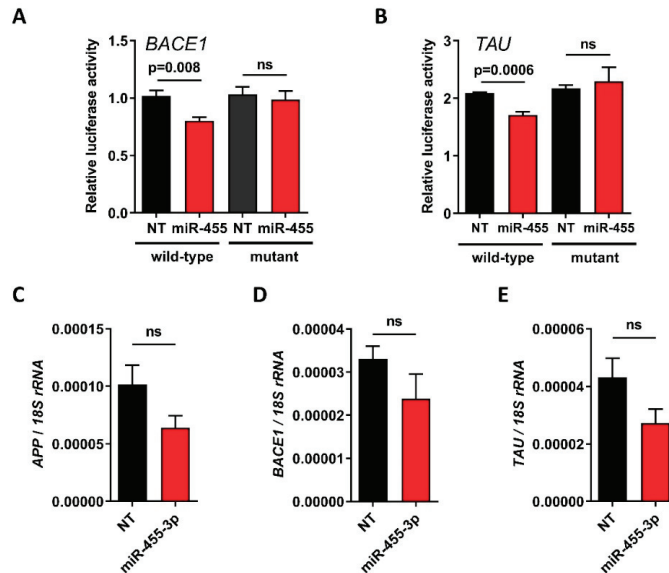 A
BACE1
p=0.008
ns
Relative luciferase activity
1.5
1.0
0.5
0.0
NT miR-455 NT miR-455
wild-type mutant
B
TAU
p=0.0006
ns
Relative luciferase activity
3
2
1
0
NT miR-455 NT miR-455
wild-type mutant
C
ns
APP / 18S rRNA
0.00015
0.00010
0.00005
0.00000
NT
miR-455-3p
D
ns
BACE1 / 18S rRNA
0.00004
0.00003
0.00002
0.00001
0.00000
NT
miR-455-3p
E
ns
TAU / 18S rRNA
0.00006
0.00004
0.00002
0.00000
NT
miR-455-3p